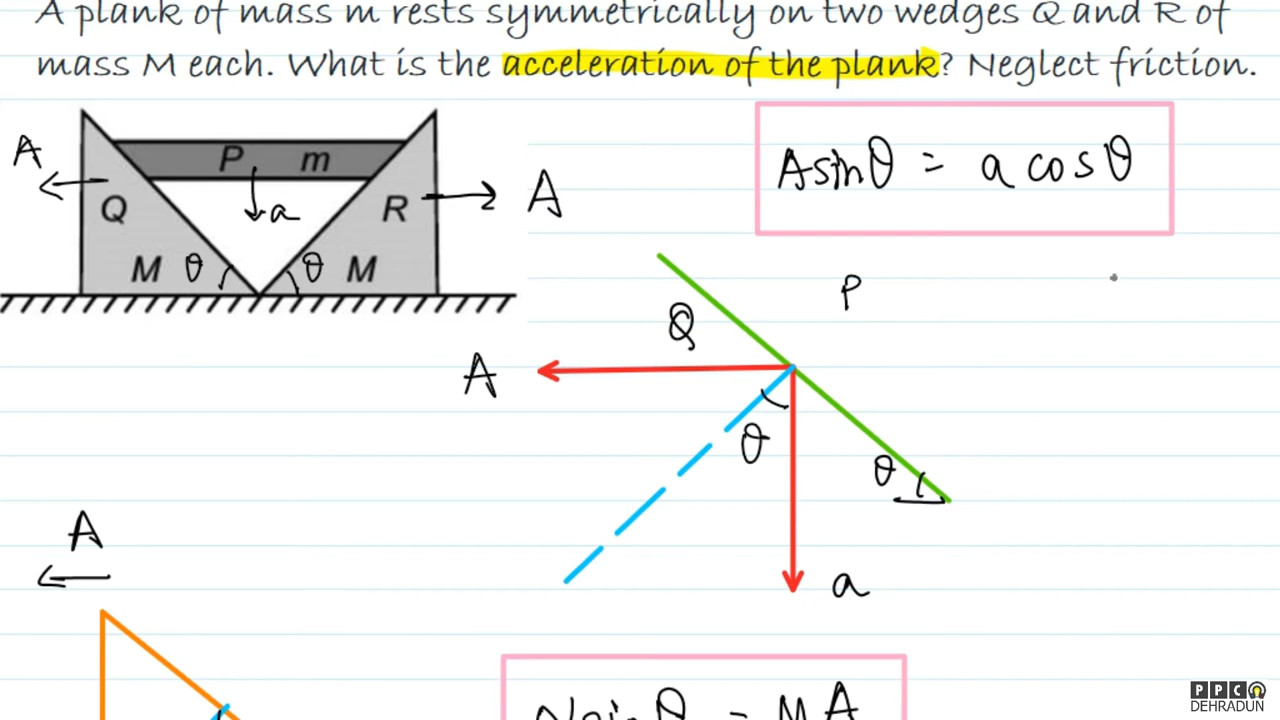 A plank of mass m rests symmetrically on two wedges Q and R of
mass M each. What is the acceleration of the plank? Neglect friction.
A
P m
A sinθ = a cosθ
Q
a
R
A
M θ
θ M
P
Q
A
θ
θ
A
a
N sinθ = MA
PPC
DEHRADUN